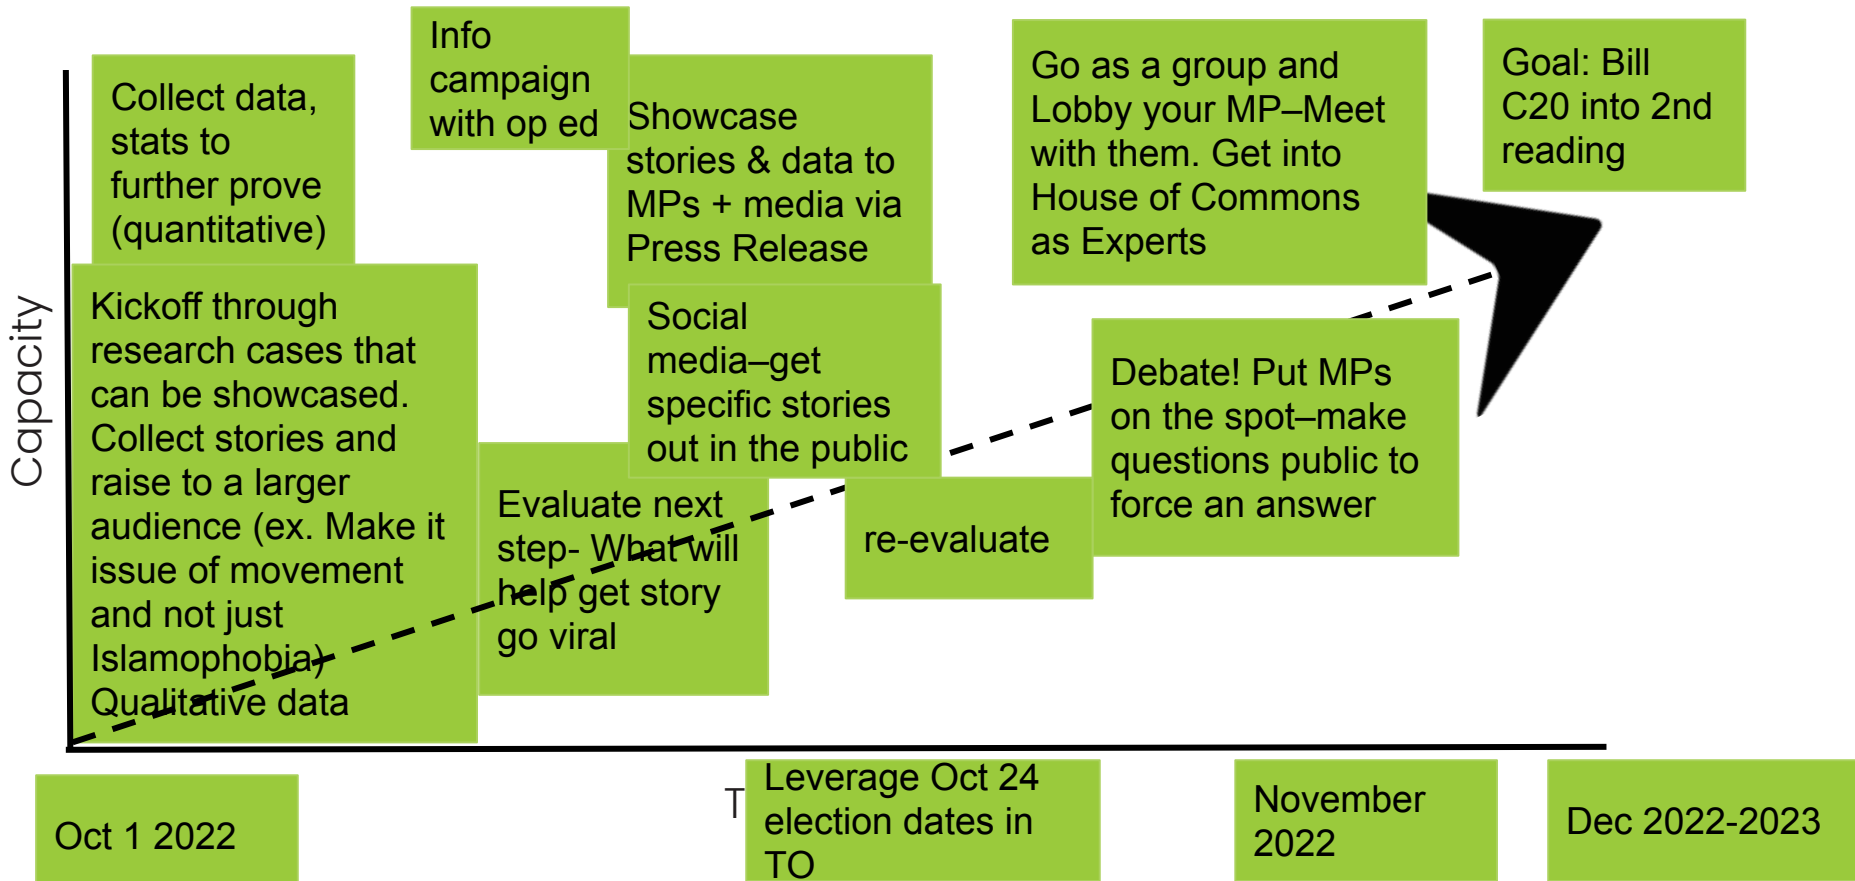 Info
campaign
with op ed
Collect data,
stats to
further prove
(quantitative)
Showcase
stories & data to
MPs + media via
Press Release
Go as a group and
Lobby your MP–Meet
with them. Get into
House of Commons
as Experts
Goal: Bill
C20 into 2nd
reading
Capacity
Kickoff through
research cases that
can be showcased.
Collect stories and
raise to a larger
audience (ex. Make it
issue of movement
and not just
Islamophobia)
Qualitative data
Social
media–get
specific stories
out in the public
Evaluate next
step- What will
help get story
go viral
re-evaluate
Debate! Put MPs
on the spot–make
questions public to
force an answer
Oct 1 2022
T
Leverage Oct 24
election dates in
TO
November
2022
Dec 2022-2023